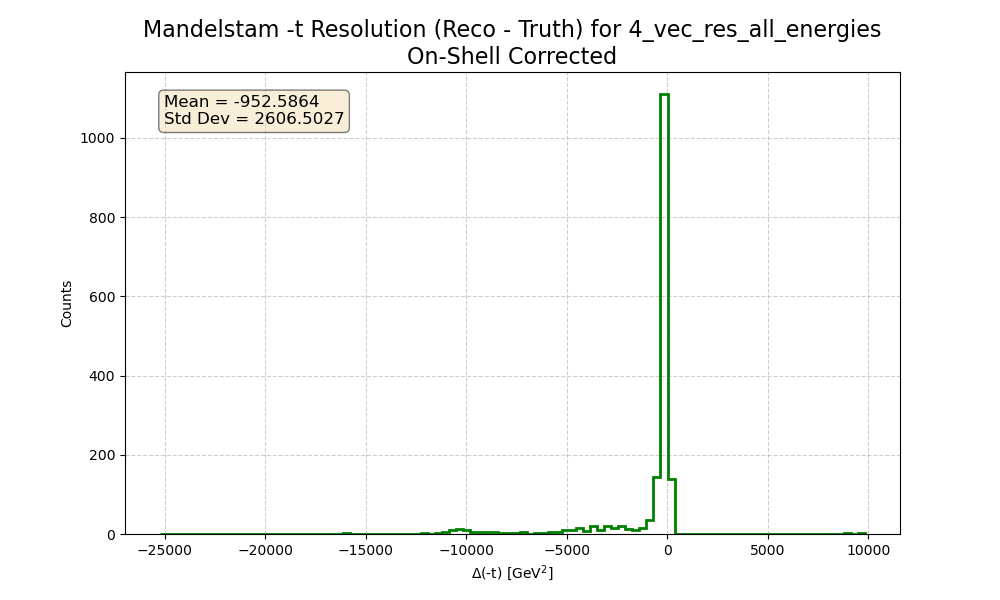 Mandelstam -t Resolution (Reco - Truth) for 4_vec_res_all_energies
On-Shell Corrected
Mean = -952.5864
Std Dev = 2606.5027
Counts
1000
800
600
400
200
0
−25000 −20000 −15000 −10000 −5000 0 5000 10000
Δ(-t) [GeV²]